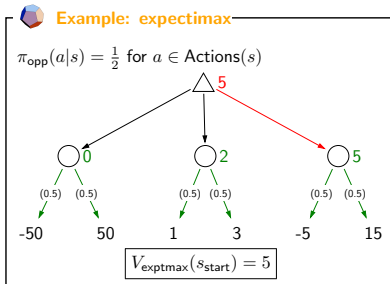 Example: expectimax
π_opp(a|s) = 1/2 for a ∈ Actions(s)
5
0 2 5
(0.5) (0.5) (0.5) (0.5) (0.5) (0.5)
-50 50 1 3 -5 15
V_exptmax(s_start) = 5